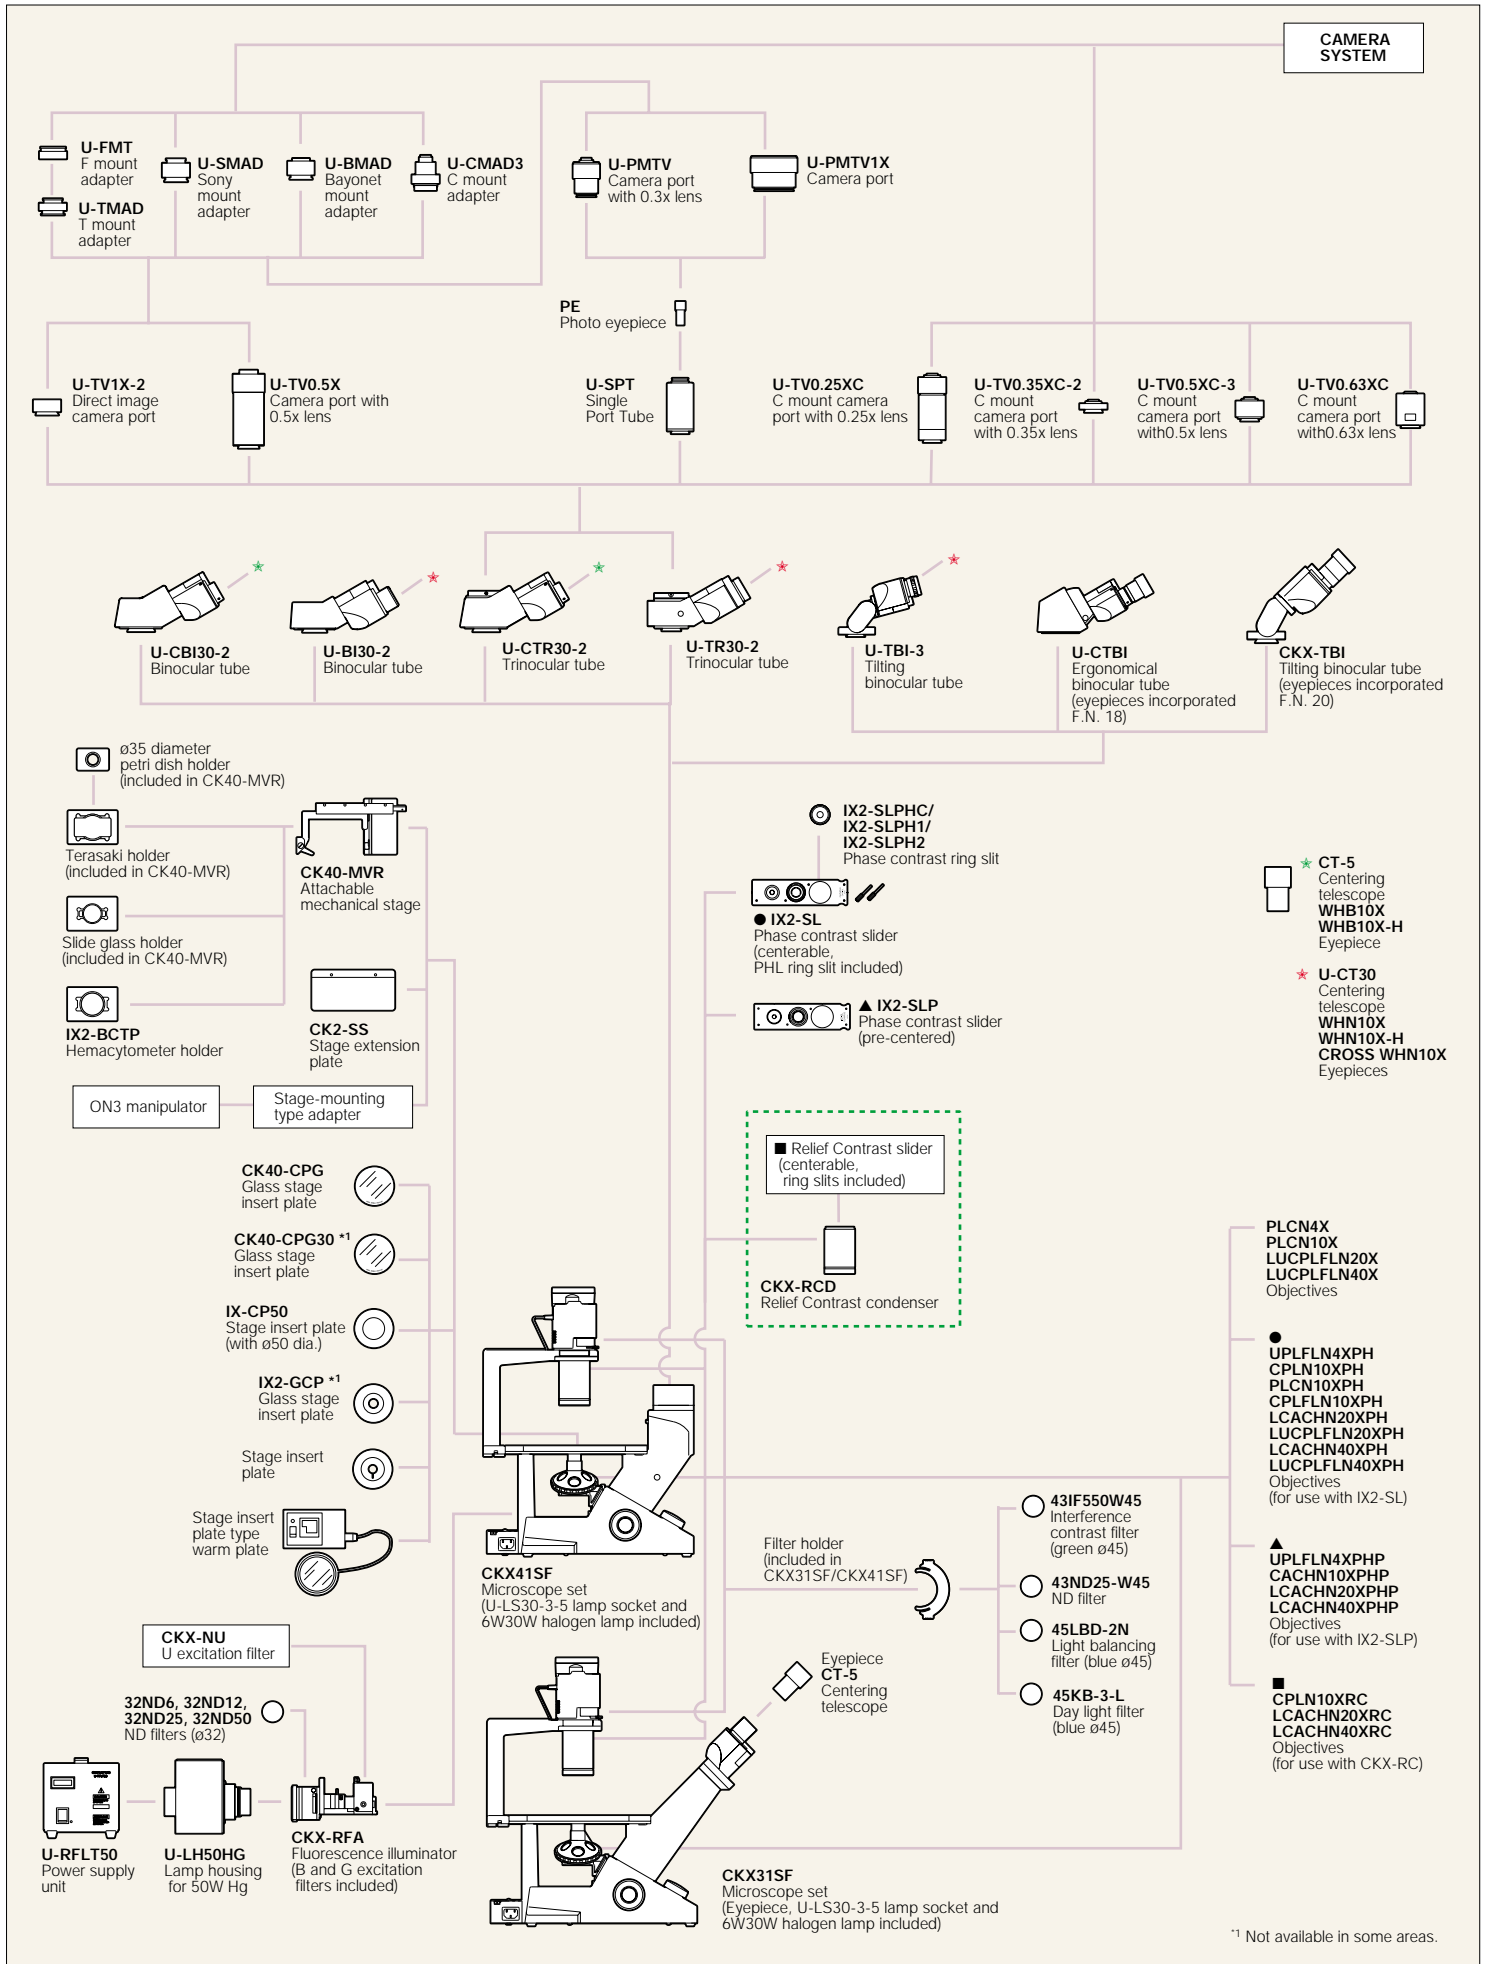 CAMERA
SYSTEM
U-FMT
F mount
adapter
U-TMAD
T mount
adapter
U-SMAD
Sony
mount
adapter
U-BMAD
Bayonet
mount
adapter
U-CMAD3
C mount
adapter
U-PMTV
Camera port
with 0.3x lens
U-PMTV1X
Camera port
PE
Photo eyepiece
U-TV1X-2
Direct image
camera port
U-TV0.5X
Camera port with
0.5x lens
U-SPT
Single
Port Tube
U-TV0.25XC
C mount camera
port with 0.25x lens
U-TV0.35XC-2
C mount
camera port
with 0.35x lens
U-TV0.5XC-3
C mount
camera port
with0.5x lens
U-TV0.63XC
C mount
camera port
with0.63x lens
U-CBI30-2
Binocular tube
U-BI30-2
Binocular tube
U-CTR30-2
Trinocular tube
U-TR30-2
Trinocular tube
U-TBI-3
Tilting
binocular tube
U-CTBI
Ergonomical
binocular tube
(eyepieces incorporated
F.N. 18)
CKX-TBI
Tilting binocular tube
(eyepieces incorporated
F.N. 20)
ø35 diameter
petri dish holder
(included in CK40-MVR)
Terasaki holder
(included in CK40-MVR)
Slide glass holder
(included in CK40-MVR)
IX2-BCTP
Hemacytometer holder
CK40-MVR
Attachable
mechanical stage
CK2-SS
Stage extension
plate
ON3 manipulator
Stage-mounting
type adapter
IX2-SLPHC/
IX2-SLPH1/
IX2-SLPH2
Phase contrast ring slit
● IX2-SL
Phase contrast slider
(centerable,
PHL ring slit included)
▲ IX2-SLP
Phase contrast slider
(pre-centered)
CT-5
Centering
telescope
WHB10X
WHB10X-H
Eyepiece
U-CT30
Centering
telescope
WHN10X
WHN10X-H
CROSS WHN10X
Eyepieces
■ Relief Contrast slider
(centerable,
ring slits included)
CKX-RCD
Relief Contrast condenser
CK40-CPG
Glass stage
insert plate
CK40-CPG30 *1
Glass stage
insert plate
IX-CP50
Stage insert plate
(with ø50 dia.)
IX2-GCP *1
Glass stage
insert plate
Stage insert
plate
Stage insert
plate type
warm plate
PLCN4X
PLCN10X
LUCPLFLN20X
LUCPLFLN40X
Objectives
●
UPLFLN4XPH
CPLN10XPH
PLCN10XPH
CPLFLN10XPH
LCACHN20XPH
LUCPLFLN20XPH
LCACHN40XPH
LUCPLFLN40XPH
Objectives
(for use with IX2-SL)
▲
UPLFLN4XPHP
CACHN10XPHP
LCACHN20XPHP
LCACHN40XPHP
Objectives
(for use with IX2-SLP)
■
CPLN10XRC
LCACHN20XRC
LCACHN40XRC
Objectives
(for use with CKX-RC)
CKX41SF
Microscope set
(U-LS30-3-5 lamp socket and
6W30W halogen lamp included)
Filter holder
(included in
CKX31SF/CKX41SF)
43IF550W45
Interference
contrast filter
(green ø45)
43ND25-W45
ND filter
45LBD-2N
Light balancing
filter (blue ø45)
45KB-3-L
Day light filter
(blue ø45)
CKX-NU
U excitation filter
32ND6, 32ND12,
32ND25, 32ND50
ND filters (ø32)
Eyepiece
CT-5
Centering
telescope
U-RFLT50
Power supply
unit
U-LH50HG
Lamp housing
for 50W Hg
CKX-RFA
Fluorescence illuminator
(B and G excitation
filters included)
CKX31SF
Microscope set
(Eyepiece, U-LS30-3-5 lamp socket and
6W30W halogen lamp included)
*1 Not available in some areas.